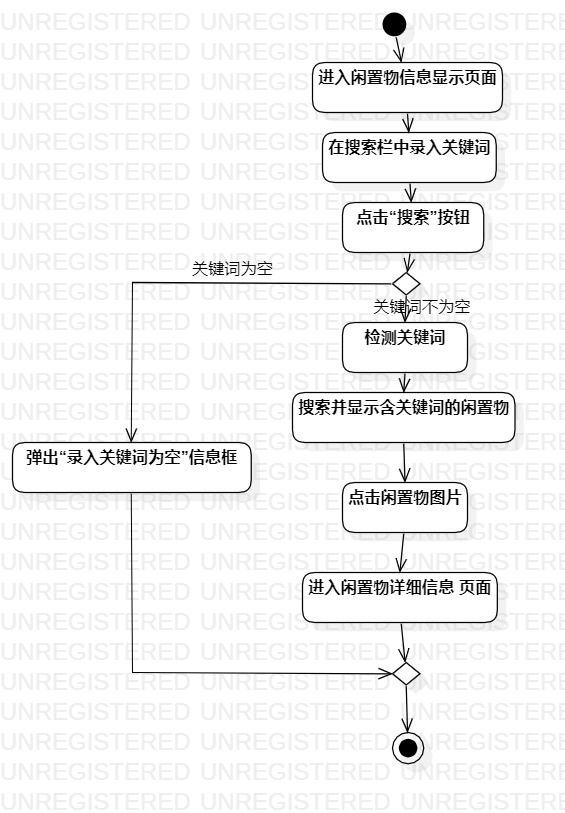 进入闲置物信息显示页面
在搜索栏中录入关键词
点击“搜索”按钮
关键词为空
关键词不为空
检测关键词
搜索并显示含关键词的闲置物
弹出“录入关键词为空”信息框
点击闲置物图片
进入闲置物详细信息 页面
UNREGISTERED